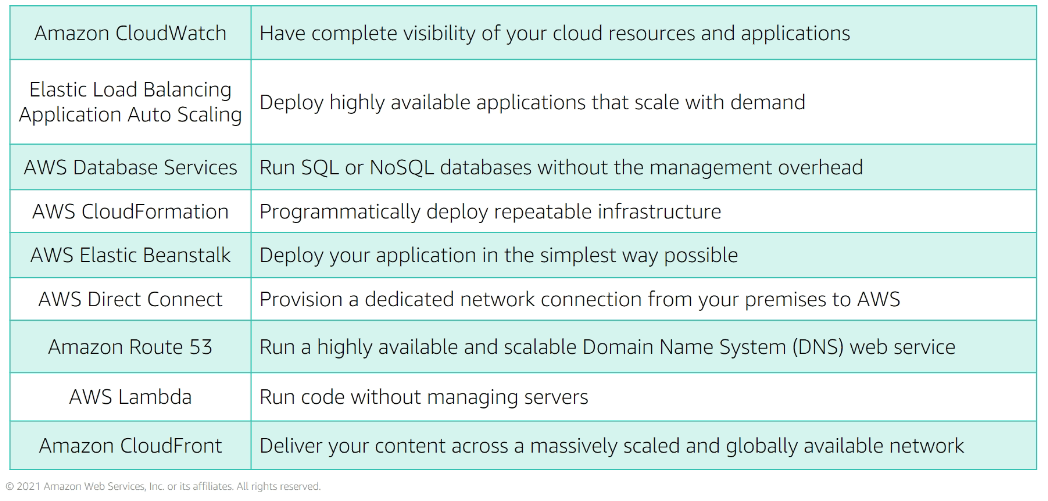 Amazon CloudWatch
Have complete visibility of your cloud resources and applications
Elastic Load Balancing
Application Auto Scaling
Deploy highly available applications that scale with demand
AWS Database Services
Run SQL or NoSQL databases without the management overhead
AWS CloudFormation
Programmatically deploy repeatable infrastructure
AWS Elastic Beanstalk
Deploy your application in the simplest way possible
AWS Direct Connect
Provision a dedicated network connection from your premises to AWS
Amazon Route 53
Run a highly available and scalable Domain Name System (DNS) web service
AWS Lambda
Run code without managing servers
Amazon CloudFront
Deliver your content across a massively scaled and globally available network
© 2021 Amazon Web Services, Inc. or its affiliates. All rights reserved.